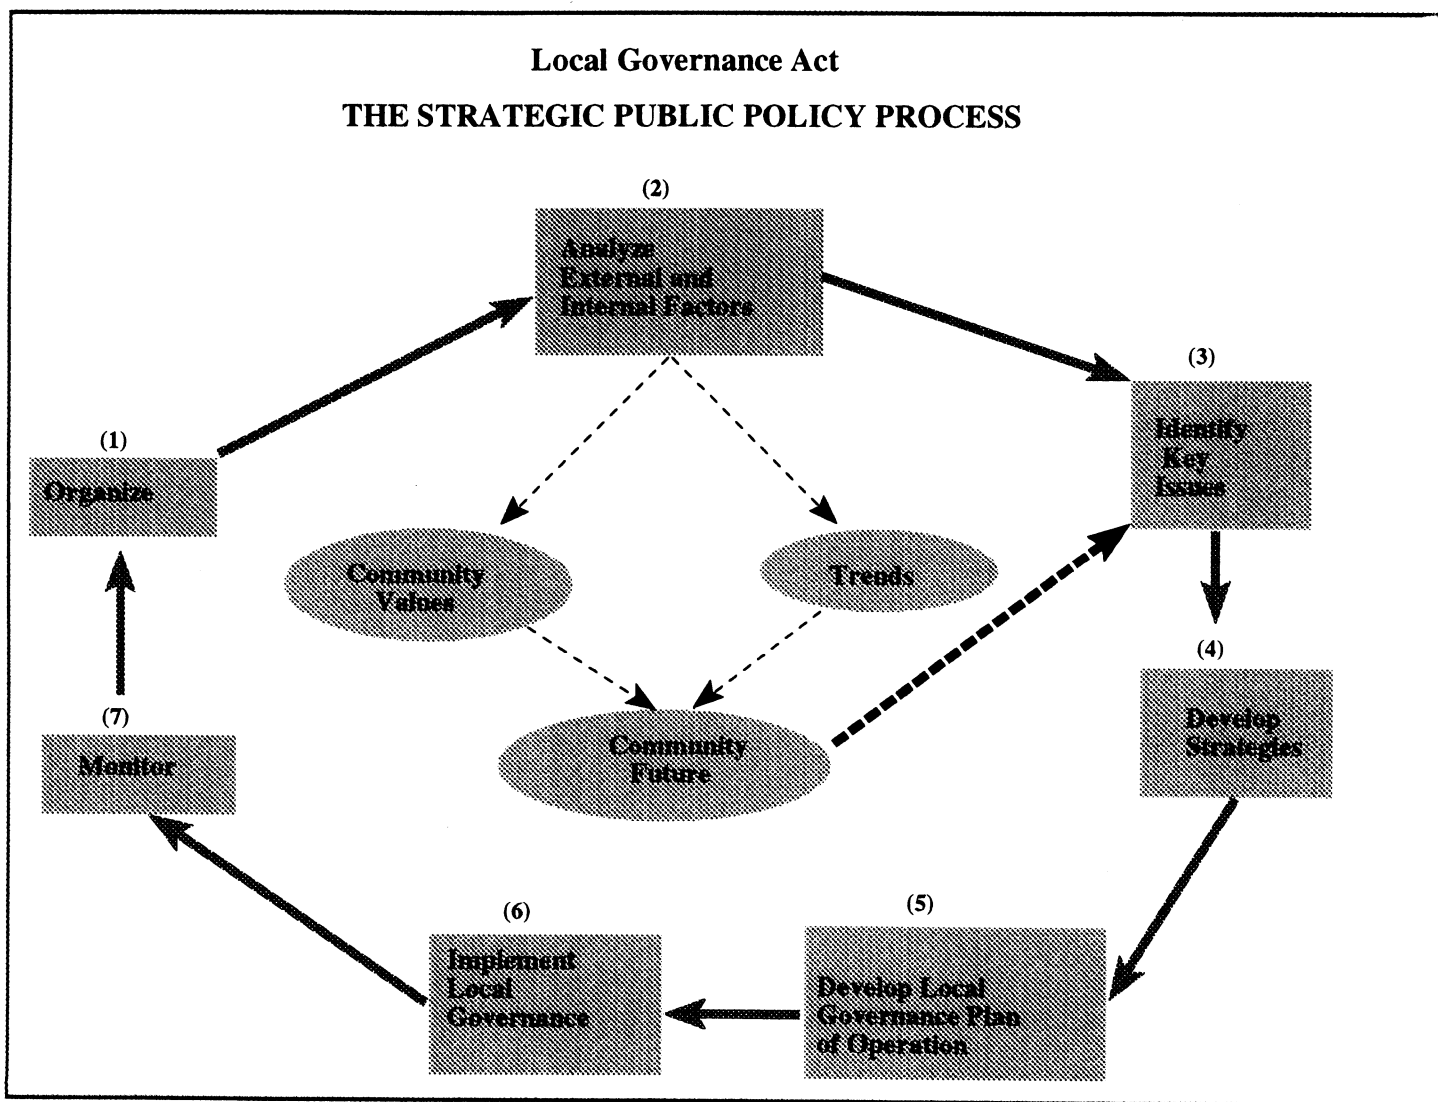 Local Governance Act
THE STRATEGIC PUBLIC POLICY PROCESS
(2)
Analyze
External and
Internal Factors
(3)
Identify
Key
Issues
(1)
Organize
Community
Values
Trends
(4)
Develop
Strategies
(7)
Monitor
Community
Future
(6)
Implement
Local
Governance
(5)
Develop Local
Governance Plan
of Operation